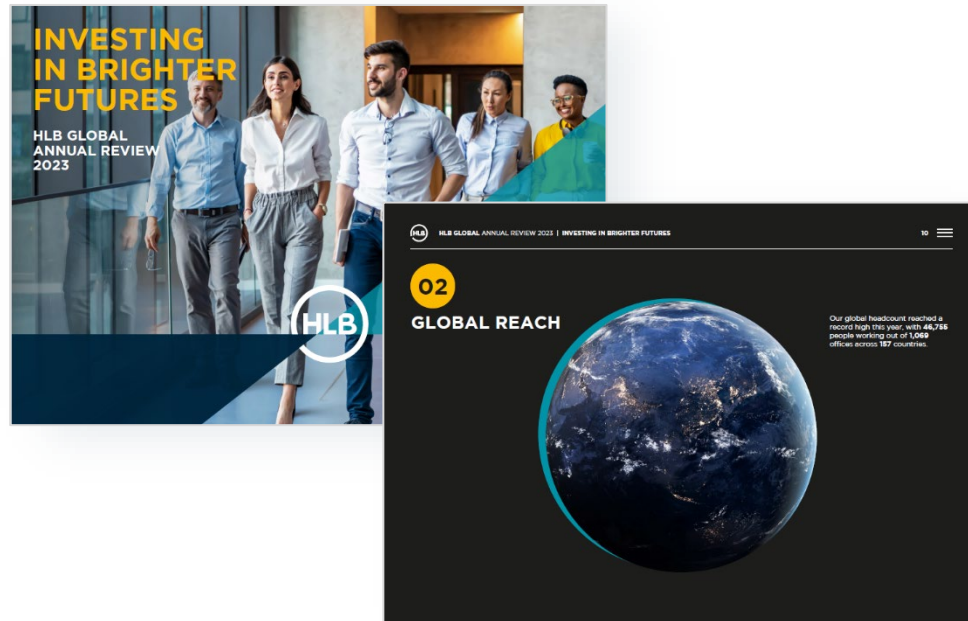 INVESTING
IN BRIGHTER
FUTURES
HLB GLOBAL
ANNUAL REVIEW
2023
HLB
HLB HLB GLOBAL ANNUAL REVIEW 2023 | INVESTING IN BRIGHTER FUTURES 10
02
GLOBAL REACH
Our global headcount reached a
record high this year, with 46,755
people working out of 1,069
offices across 157 countries.